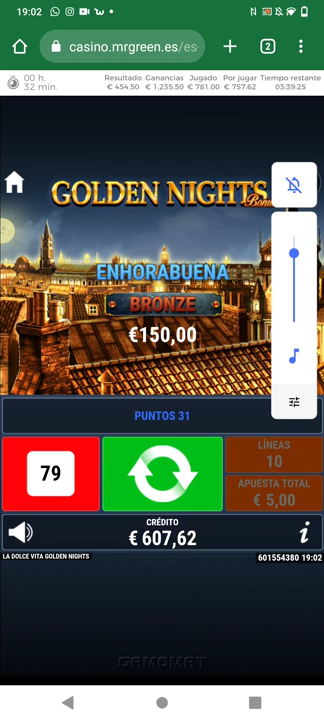 19:02
casino.mrgreen.es/es
2
00 h.
32 min.
Resultado Ganancias Jugado Por jugar Tiempo restante
€ 454.50 € 1,235.50 € 781.00 € 757.62 03:39:25
GOLDEN NIGHTS
Bonus
ENHORABUENA
BRONZE
€150,00
PUNTOS 31
79
LÍNEAS
10
APUESTA TOTAL
€ 5,00
CRÉDITO
€ 607,62
i
LA DOLCE VITA GOLDEN NIGHTS
601554380 19:02
GAMOMAT